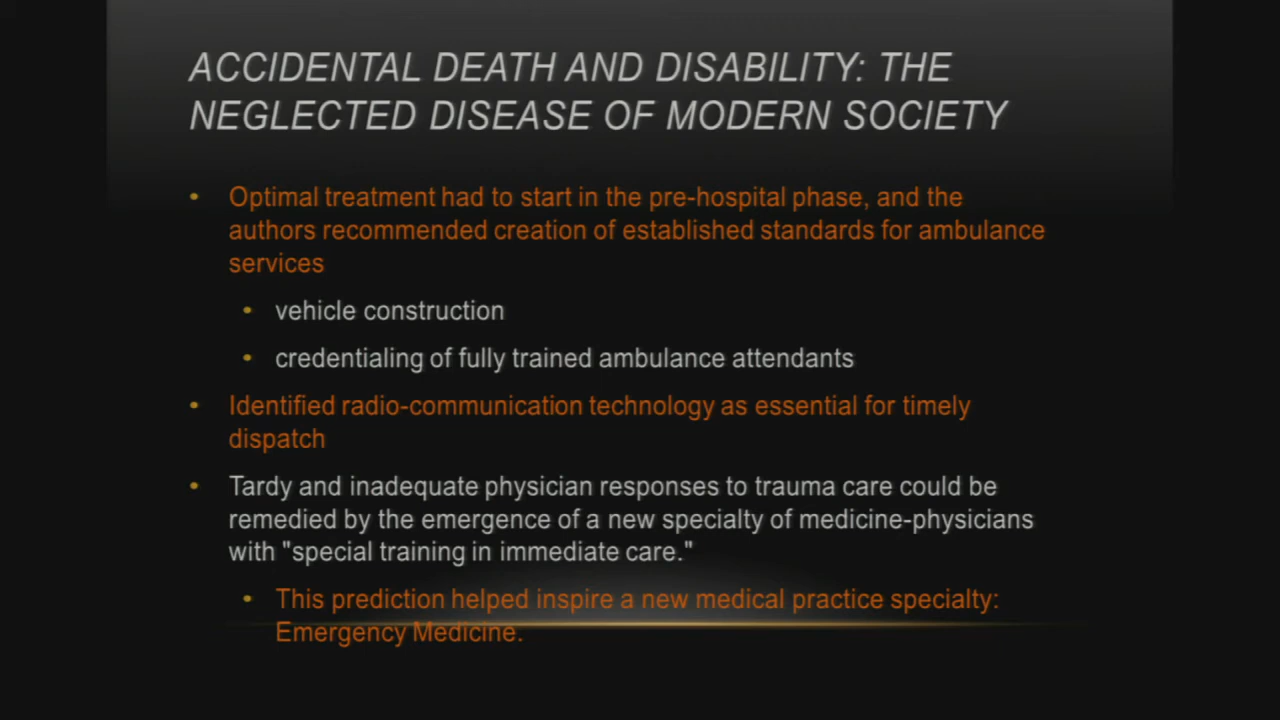 ACCIDENTAL DEATH AND DISABILITY: THE
NEGLECTED DISEASE OF MODERN SOCIETY
• Optimal treatment had to start in the pre-hospital phase, and the
authors recommended creation of established standards for ambulance
services
• vehicle construction
• credentialing of fully trained ambulance attendants
• Identified radio-communication technology as essential for timely
dispatch
• Tardy and inadequate physician responses to trauma care could be
remedied by the emergence of a new specialty of medicine-physicians
with "special training in immediate care."
• This prediction helped inspire a new medical practice specialty:
Emergency Medicine.